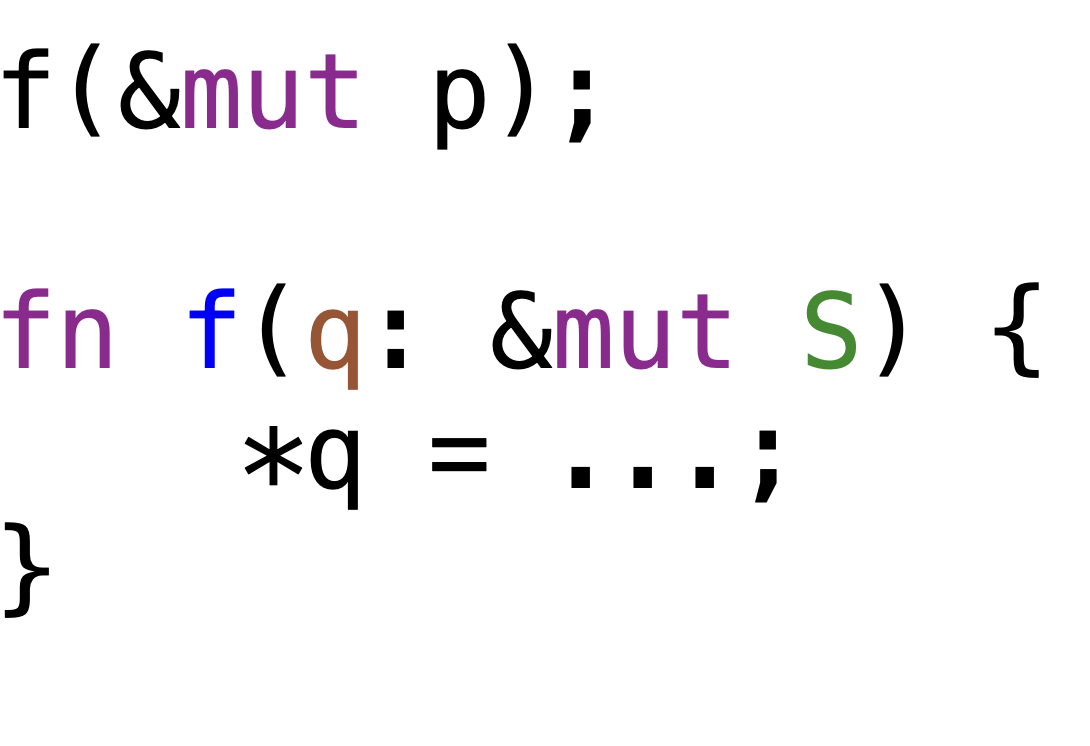 f(&mut p);
fn f(q: &mut S) {
    *q = ...;
}